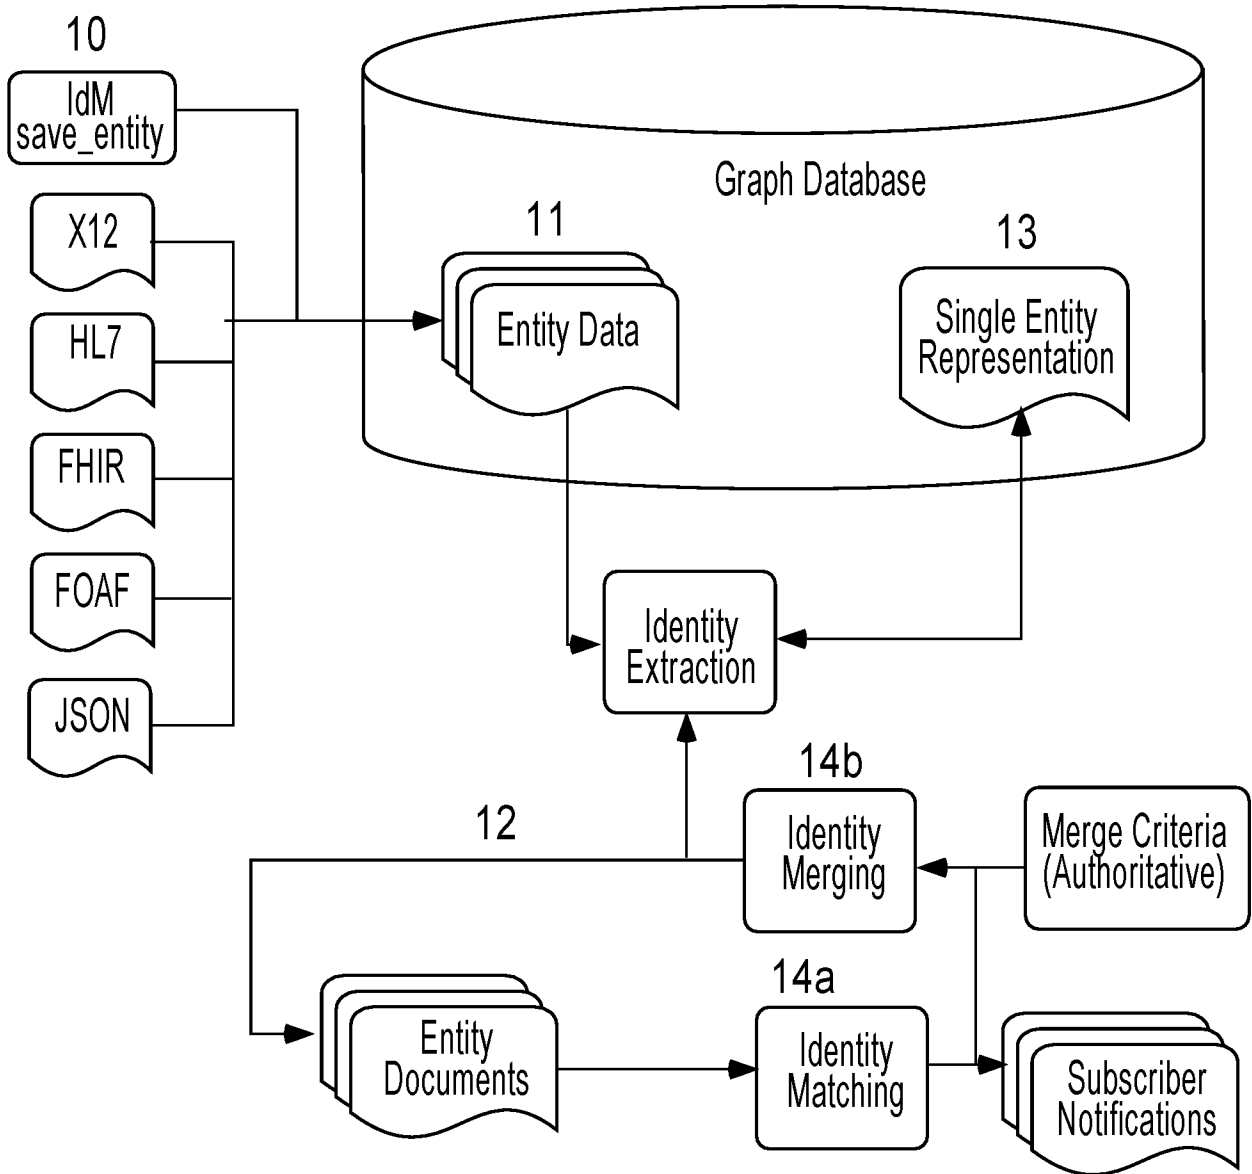 10
IdM
save_entity
X12
HL7
FHIR
FOAF
JSON
Graph Database
11
Entity Data
13
Single Entity
Representation
Identity
Extraction
12
14b
Identity
Merging
Merge Criteria
(Authoritative)
Entity
Documents
14a
Identity
Matching
Subscriber
Notifications